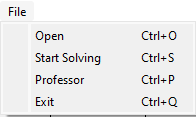 File
Open Ctrl+O
Start Solving Ctrl+S
Professor Ctrl+P
Exit Ctrl+Q